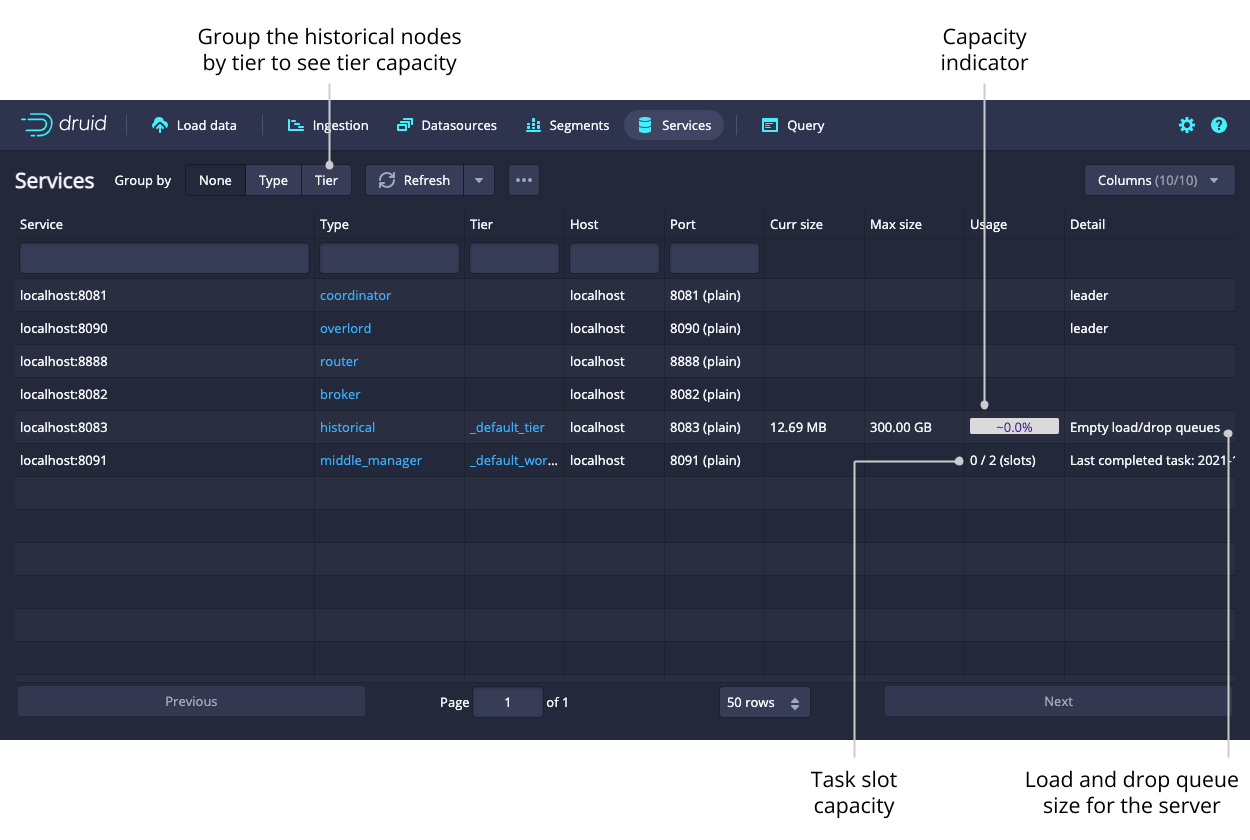 Group the historical nodes
by tier to see tier capacity
Capacity
indicator
druid Load data Ingestion Datasources Segments Services Query ?
Services Group by None Type Tier Refresh ••• Columns (10/10)
Service Type Tier Host Port Curr size Max size Usage Detail
localhost:8081 coordinator localhost 8081 (plain) leader
localhost:8090 overlord localhost 8090 (plain) leader
localhost:8888 router localhost 8888 (plain)
localhost:8082 broker localhost 8082 (plain)
localhost:8083 historical _default_tier localhost 8083 (plain) 12.69 MB 300.00 GB ~0.0% Empty load/drop queues
localhost:8091 middle_manager _default_wor... localhost 8091 (plain) 0 / 2 (slots) Last completed task: 2021-
Previous Page 1 of 1 50 rows Next
Task slot
capacity
Load and drop queue
size for the server